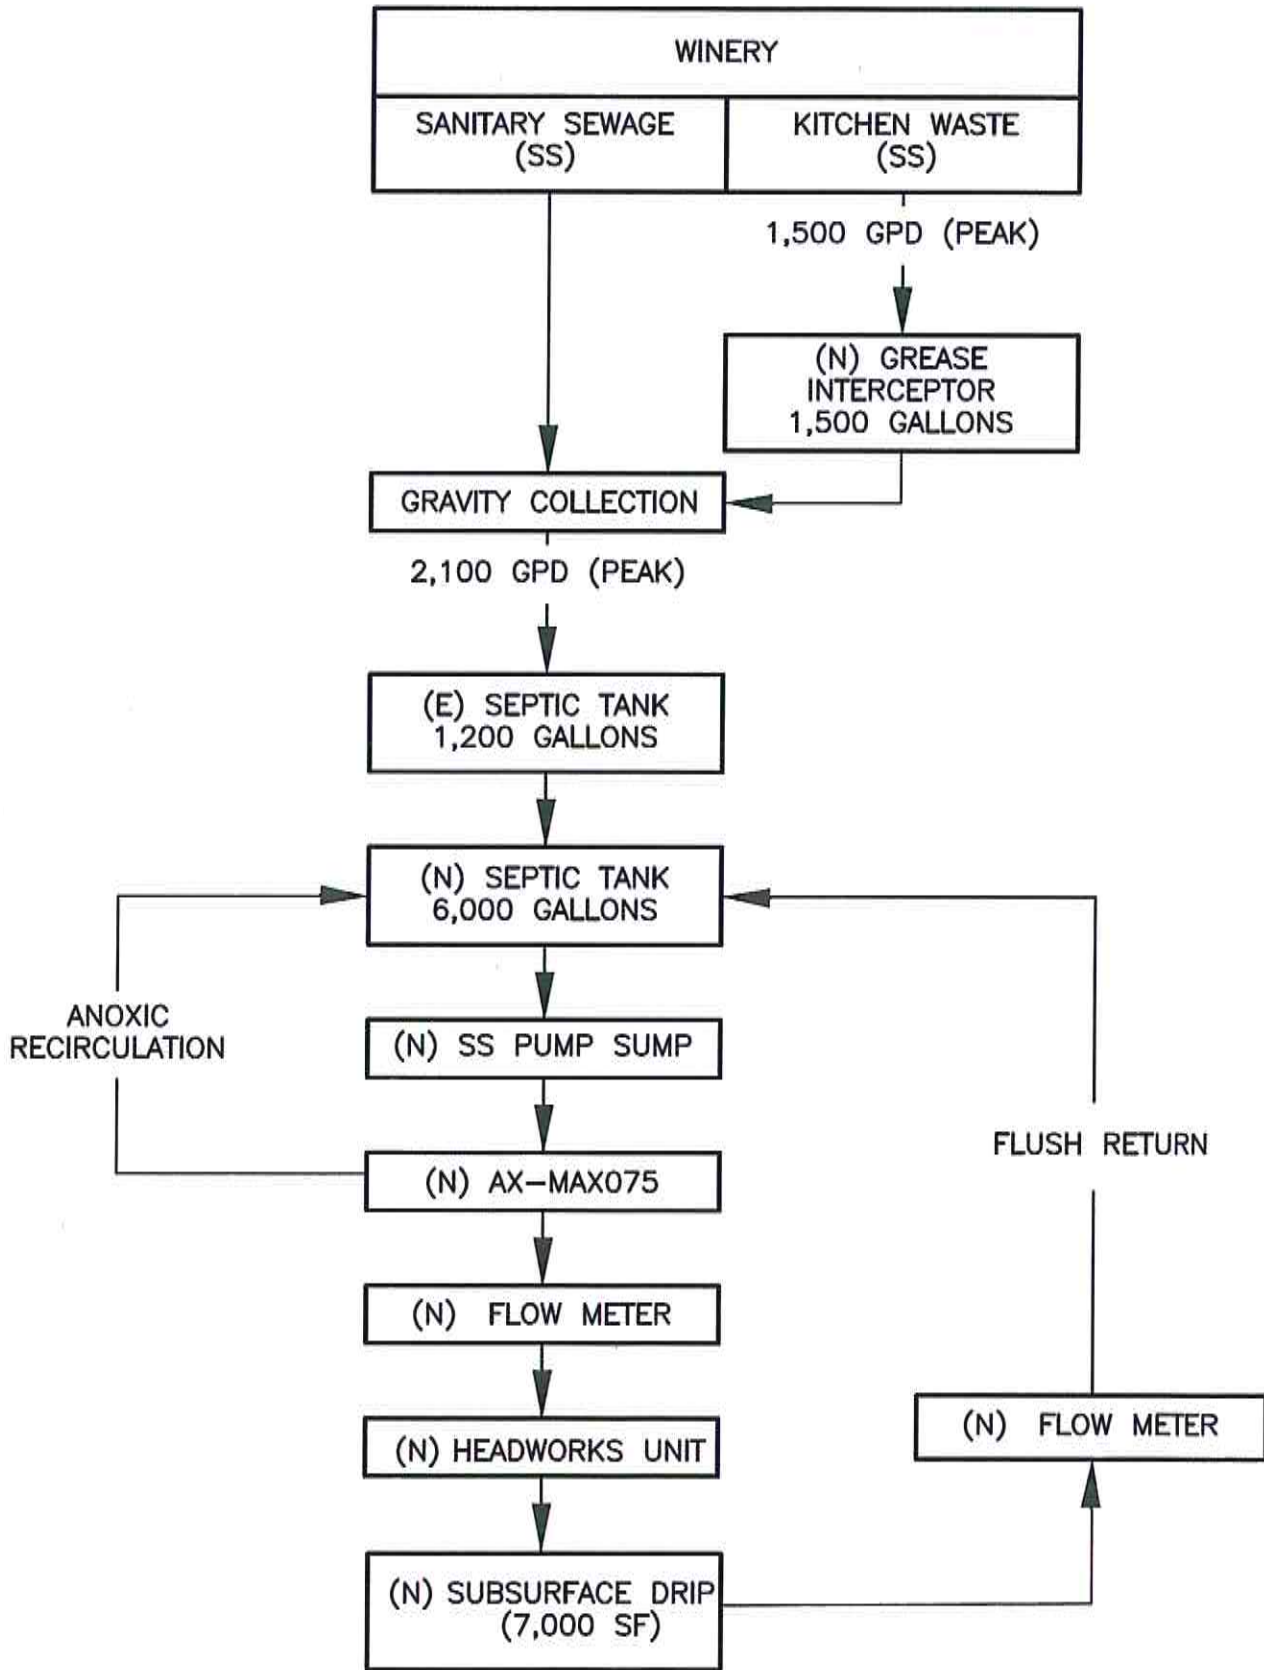 WINERY
SANITARY SEWAGE
(SS)
KITCHEN WASTE
(SS)
1,500 GPD (PEAK)
(N) GREASE
INTERCEPTOR
1,500 GALLONS
GRAVITY COLLECTION
2,100 GPD (PEAK)
(E) SEPTIC TANK
1,200 GALLONS
(N) SEPTIC TANK
6,000 GALLONS
ANOXIC
RECIRCULATION
(N) SS PUMP SUMP
FLUSH RETURN
(N) AX-MAX075
(N) FLOW METER
(N) FLOW METER
(N) HEADWORKS UNIT
(N) SUBSURFACE DRIP
(7,000 SF)